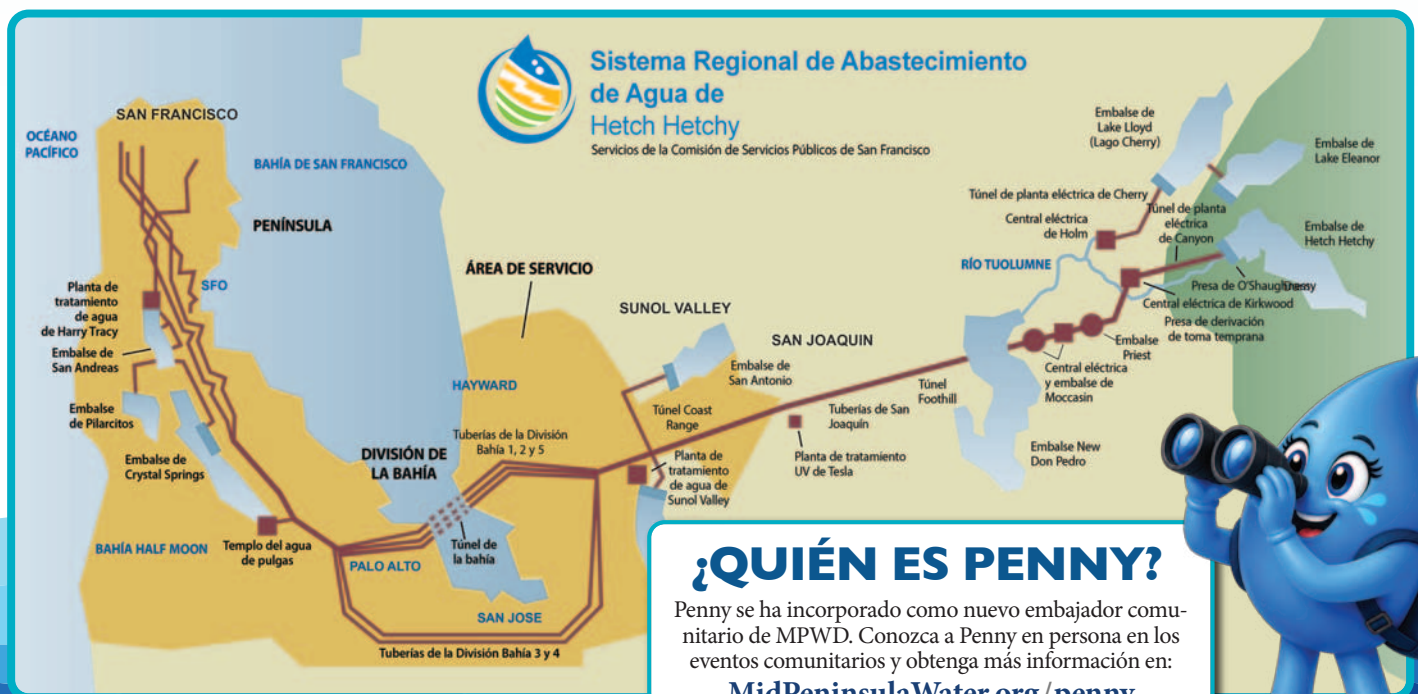 Sistema Regional de Abastecimiento
de Agua de
Hetch Hetchy
Servicios de la Comisión de Servicios Públicos de San Francisco
SAN FRANCISCO
OCÉANO
PACÍFICO
BAHÍA DE SAN FRANCISCO
PENÍNSULA
SFO
Planta de
tratamiento
de agua
de Harry Tracy
Embalse de
San Andreas
Embalse
de Pilarcitos
Embalse de
Crystal Springs
BAHÍA HALF MOON
Templo del agua
de pulgas
PALO ALTO
DIVISIÓN DE
LA BAHÍA
Túnel de
la bahía
SAN JOSE
Tuberías de la División Bahía 3 y 4
ÁREA DE SERVICIO
HAYWARD
Tuberías de la División
Bahía 1, 2 y 5
SUNOL VALLEY
Embalse de
San Antonio
Túnel Coast
Range
Planta de
tratamiento
de agua de
Sunol Valley
SAN JOAQUIN
Tuberías de San
Joaquín
Planta de tratamiento
UV de Tesla
Túnel
Foothill
Embalse New
Don Pedro
Central eléctrica
y embalse de
Moccasin
Embalse
Priest
RÍO TUOLUMNE
Embalse de
Lake Lloyd
(Lago Cherry)
Embalse de
Lake Eleanor
Túnel de planta eléctrica de Cherry
Central eléctrica
de Holm
Túnel de planta
eléctrica
de Canyon
Embalse de
Hetch Hetchy
Presa de O'Shaughnessy
Central eléctrica de Kirkwood
Presa de derivación
de toma temprana
¿QUIÉN ES PENNY?
Penny se ha incorporado como nuevo embajador comu-
nitario de MPWD. Conozca a Penny en persona en los
eventos comunitarios y obtenga más información en:
MidPeninsulaWater.org/penny